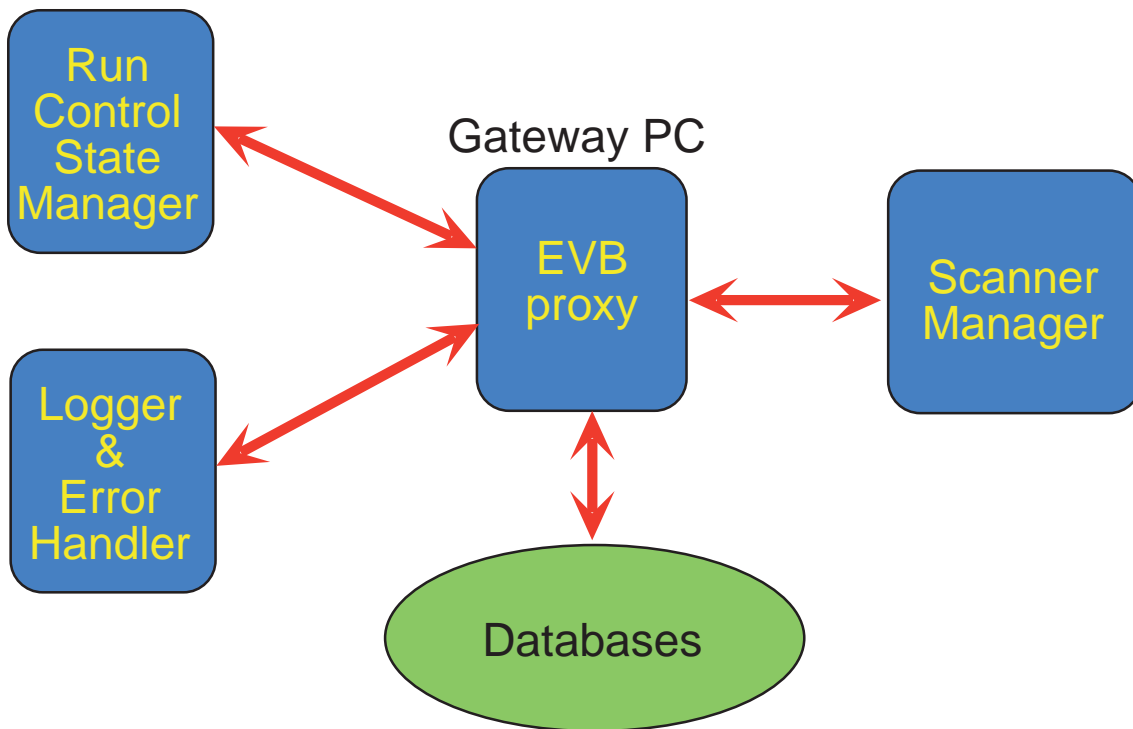 Run
Control
State
Manager
Gateway PC
EVB
proxy
Scanner
Manager
Logger
&
Error
Handler
Databases